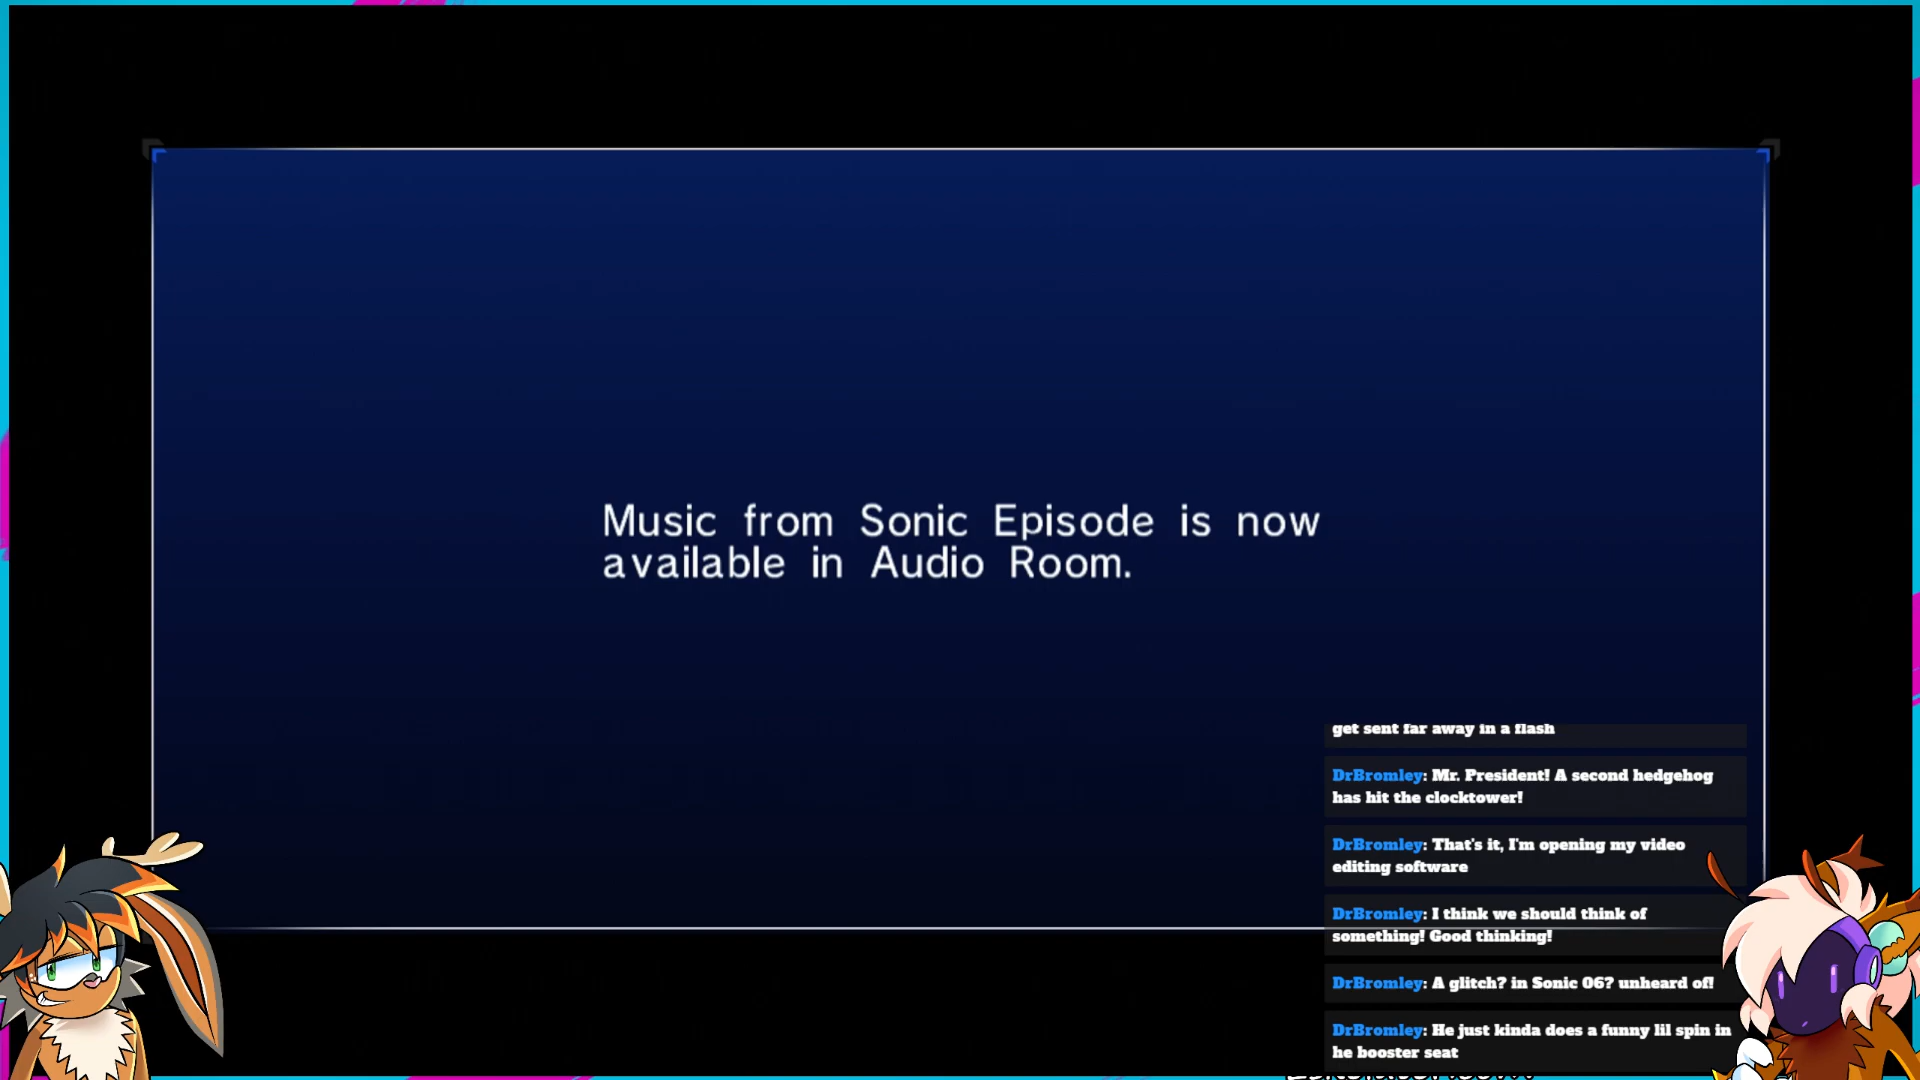 Music from Sonic Episode is now
available in Audio Room.
get sent far away in a flash
DrBromley: Mr. President! A second hedgehog
has hit the clocktower!
DrBromley: That's it, I'm opening my video
editing software
DrBromley: I think we should think of
something! Good thinking!
DrBromley: A glitch? in Sonic 06? unheard of!
DrBromley: He just kinda does a funny lil spin in
he booster seat